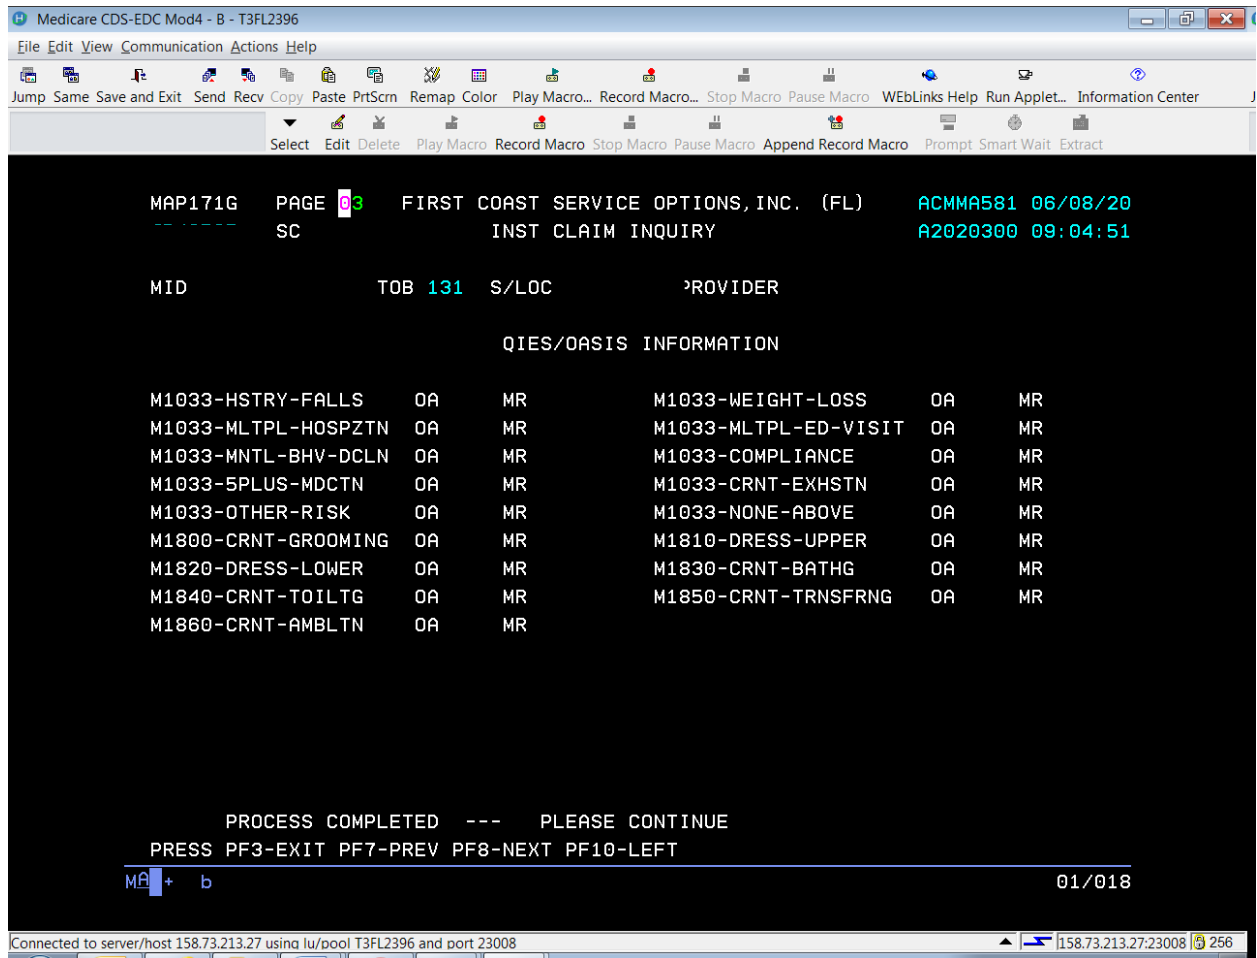 Medicare CDS-EDC Mod4 - B - T3FL2396
File Edit View Communication Actions Help
Jump Same Save and Exit Send Recv Copy Paste PrtScrn Remap Color Play Macro... Record Macro... Stop Macro Pause Macro WEbLinks Help Run Applet... Information Center
Select Edit Delete Play Macro Record Macro Stop Macro Pause Macro Append Record Macro Prompt Smart Wait Extract
MAP171G PAGE 03 FIRST COAST SERVICE OPTIONS,INC. (FL) ACMMA581 06/08/20
SC INST CLAIM INQUIRY A2020300 09:04:51
MID TOB 131 S/LOC PROVIDER
QIES/OASIS INFORMATION
M1033-HSTRY-FALLS OA MR M1033-WEIGHT-LOSS OA MR
M1033-MLTPL-HOSPZTN OA MR M1033-MLTPL-ED-VISIT OA MR
M1033-MNTL-BHV-DCLN OA MR M1033-COMPLIANCE OA MR
M1033-5PLUS-MDCTN OA MR M1033-CRNT-EXHSTN OA MR
M1033-OTHER-RISK OA MR M1033-NONE-ABOVE OA MR
M1800-CRNT-GROOMING OA MR M1810-DRESS-UPPER OA MR
M1820-DRESS-LOWER OA MR M1830-CRNT-BATHG OA MR
M1840-CRNT-TOILTG OA MR M1850-CRNT-TRNSFRNG OA MR
M1860-CRNT-AMBLTN OA MR
PROCESS COMPLETED --- PLEASE CONTINUE
PRESS PF3-EXIT PF7-PREV PF8-NEXT PF10-LEFT
MA + b 01/018
Connected to server/host 158.73.213.27 using lu/pool T3FL2396 and port 23008 158.73.213.27:23008 256